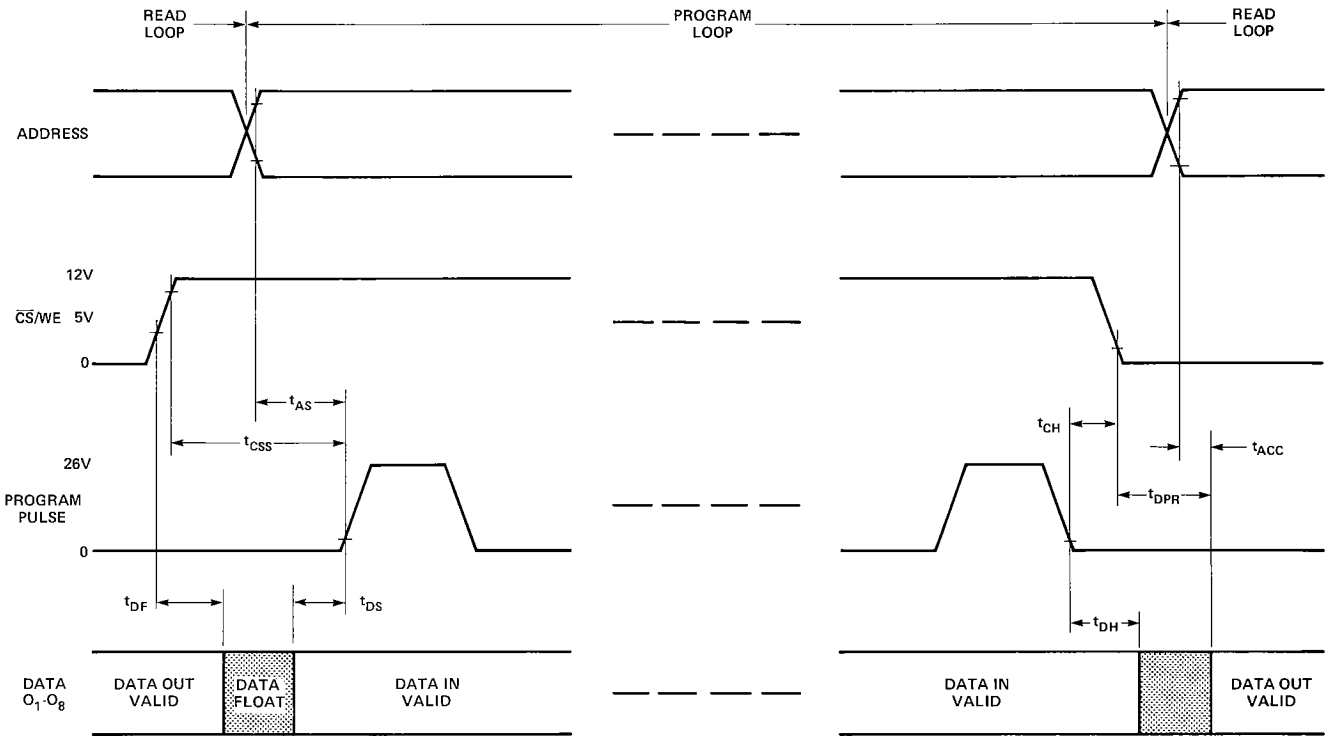 READ
LOOP
PROGRAM
LOOP
READ
LOOP
ADDRESS
12V
CS/WE 5V
0
tAS
tCSS
tCH
tACC
tDPR
26V
PROGRAM
PULSE
0
tDF
tDS
tDH
DATA
O1-O8
DATA OUT
VALID
DATA
FLOAT
DATA IN
VALID
DATA IN
VALID
DATA OUT
VALID